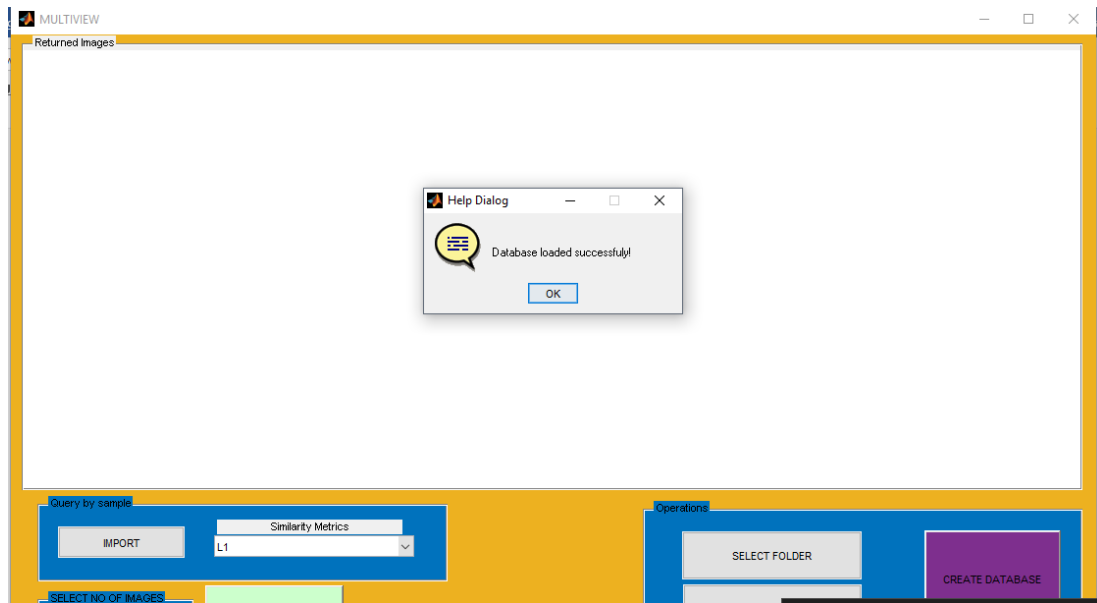 MULTIVIEW
Returned Images
Help Dialog
Database loaded successfuly!
OK
Query by sample
IMPORT
Similarity Metrics
L1
Operations
SELECT FOLDER
CREATE DATABASE
SELECT NO OF IMAGES